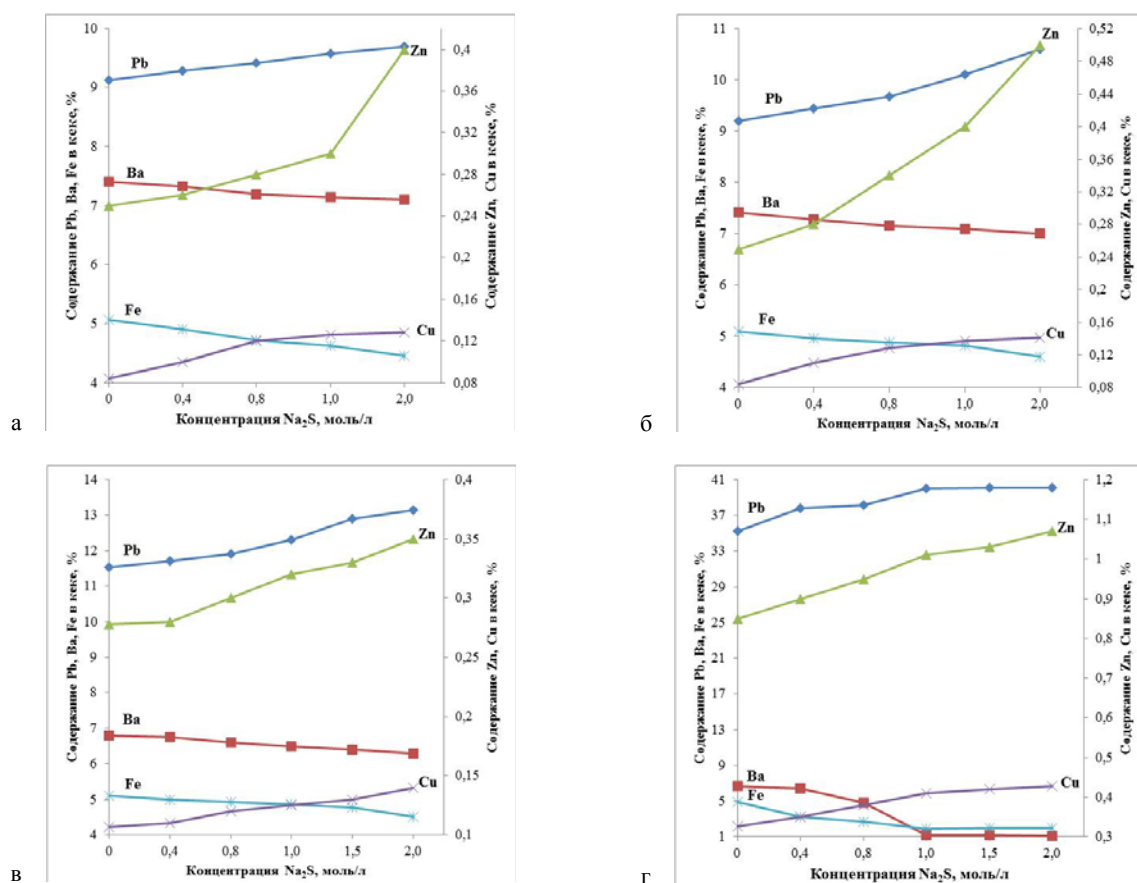 10
9
8
7
6
5
4
Содержание Pb, Ba, Fe в кеке, %
Pb
Ba
Fe
Zn
Cu
0,4
0,36
0,32
0,28
0,24
0,2
0,16
0,12
0,08
Содержание Zn, Cu в кеке, %
0 0,4 0,8 1,0 2,0
Концентрация Na₂S, моль/л
а
11
10
9
8
7
6
5
4
Содержание Pb, Ba, Fe в кеке, %
Pb
Ba
Fe
Zn
Cu
0,52
0,48
0,44
0,4
0,36
0,32
0,28
0,24
0,2
0,16
0,12
0,08
Содержание Zn, Cu в кеке, %
0 0,4 0,8 1,0 2,0
Концентрация Na₂S, моль/л
б
14
13
12
11
10
9
8
7
6
5
4
Содержание Pb, Ba, Fe в кеке, %
Pb
Ba
Fe
Zn
Cu
0,4
0,35
0,3
0,25
0,2
0,15
0,1
Содержание Zn, Cu в кеке, %
0 0,4 0,8 1,0 1,5 2,0
Концентрация Na₂S, моль/л
в
41
37
33
29
25
21
17
13
9
5
1
Содержание Pb, Ba, Fe в кеке, %
Pb
Ba
Fe
Zn
Cu
1,2
1,1
1
0,9
0,8
0,7
0,6
0,5
0,4
0,3
Содержание Zn, Cu в кеке, %
0 0,4 0,8 1,0 1,5 2,0
Концентрация Na₂S, моль/л
г